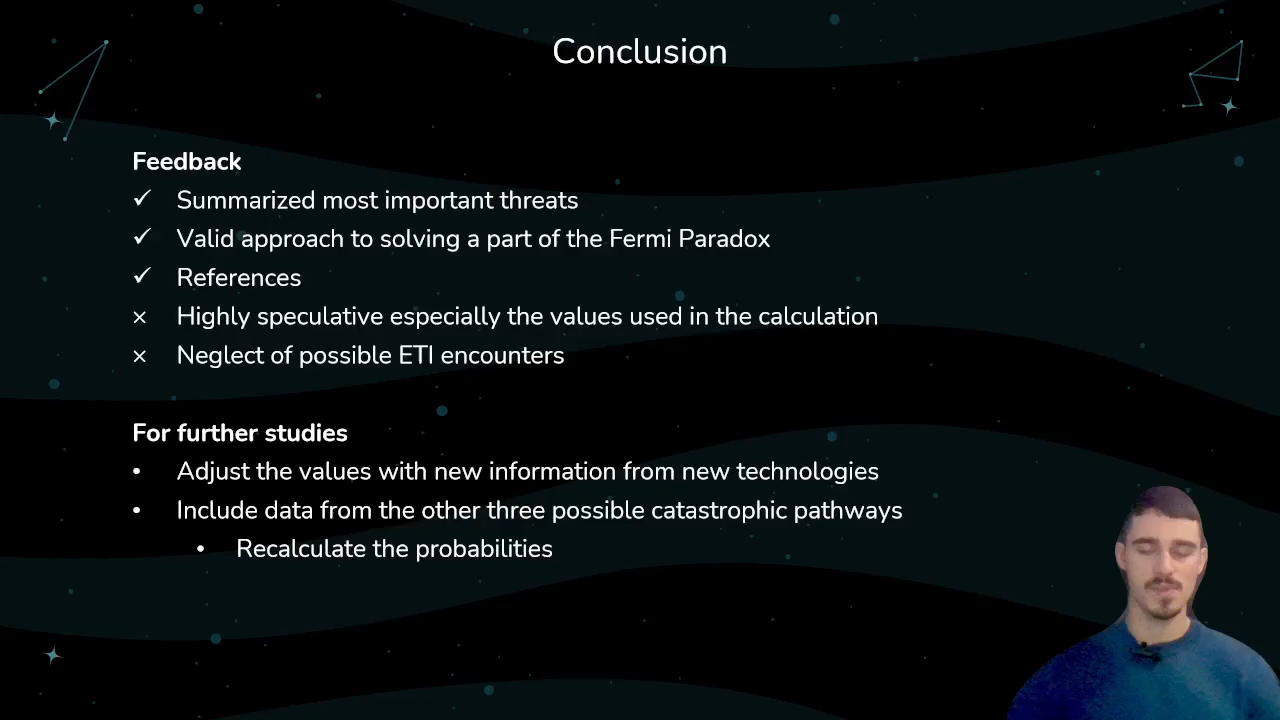 Conclusion
Feedback
✓ Summarized most important threats
✓ Valid approach to solving a part of the Fermi Paradox
✓ References
× Highly speculative especially the values used in the calculation
× Neglect of possible ETI encounters
For further studies
• Adjust the values with new information from new technologies
• Include data from the other three possible catastrophic pathways
• Recalculate the probabilities